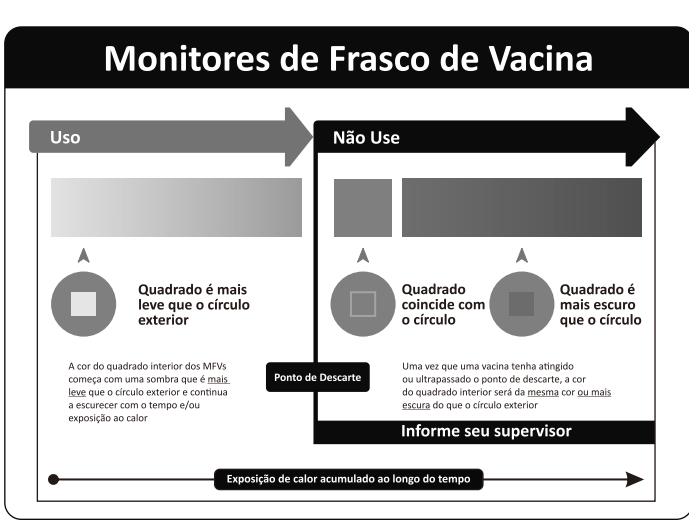 Monitores de Frasco de Vacina
Uso
Não Use
Quadrado é mais
leve que o círculo
exterior
Quadrado
coincide com
o círculo
Quadrado é
mais escuro
que o círculo
A cor do quadrado interior dos MFVs
começa com uma sombra que é mais
leve que o círculo exterior e continua
a escurecer com o tempo e/ou
exposição ao calor
Ponto de Descarte
Uma vez que uma vacina tenha atingido
ou ultrapassado o ponto de descarte, a cor
do quadrado interior será da mesma cor ou mais
escura do que o círculo exterior
Informe seu supervisor
Exposição de calor acumulado ao longo do tempo